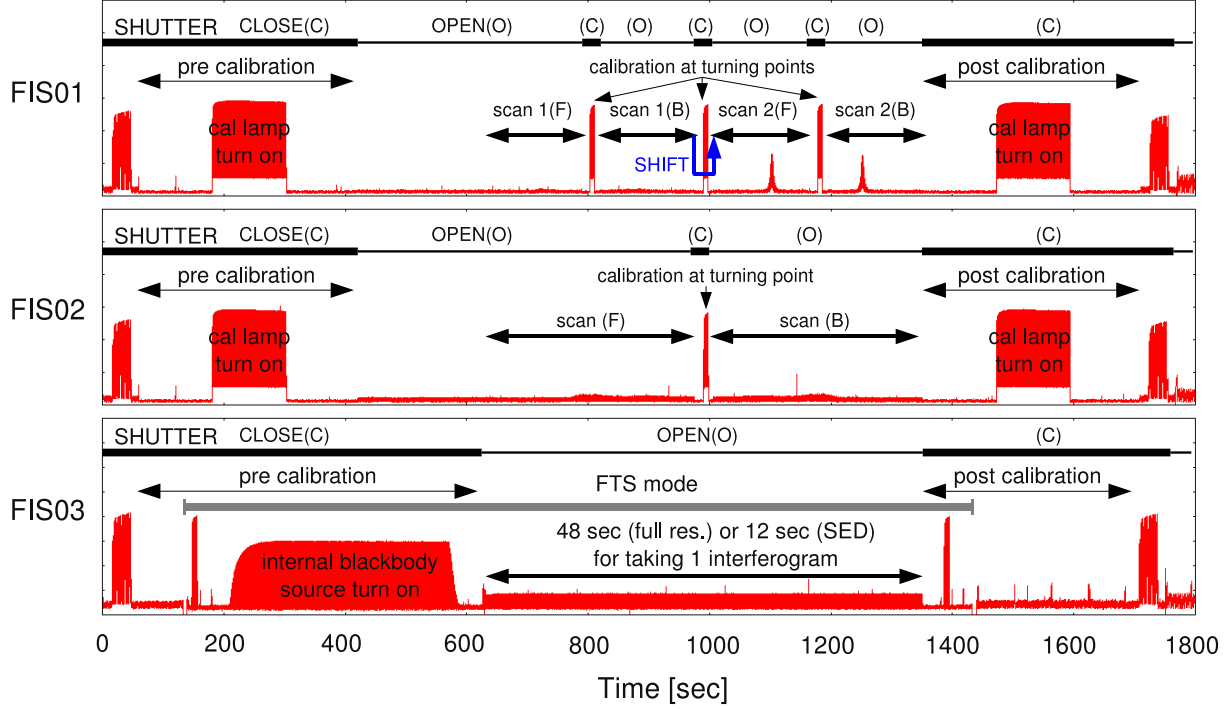 SHUTTER CLOSE(C) OPEN(O) (C) (O) (C) (O) (C) (O) (C)
pre calibration calibration at turning points post calibration
FIS01
scan 1(F) scan 1(B) scan 2(F) scan 2(B)
cal lamp cal lamp
turn on turn on
SHIFT
SHUTTER CLOSE(C) OPEN(O) (C) (O) (C)
pre calibration calibration at turning point post calibration
FIS02
scan (F) scan (B)
cal lamp cal lamp
turn on turn on
SHUTTER CLOSE(C) OPEN(O) (C)
pre calibration FTS mode post calibration
FIS03
48 sec (full res.) or 12 sec (SED)
for taking 1 interferogram
internal blackbody
source turn on
0 200 400 600 800 1000 1200 1400 1600 1800
Time [sec]